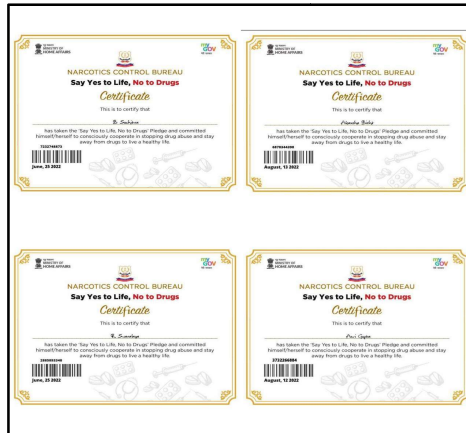 MINISTRY OF
HOME AFFAIRS
my
GOV
NARCOTICS CONTROL BUREAU
Say Yes to Life, No to Drugs
Certificate
This is to certify that
has taken the 'Say Yes to Life, No to Drugs' Pledge and committed
himself/herself to consciously cooperate in stopping drug abuse and stay
away from drugs to live a healthy life.
June, 25 2022
MINISTRY OF
HOME AFFAIRS
my
GOV
NARCOTICS CONTROL BUREAU
Say Yes to Life, No to Drugs
Certificate
This is to certify that
has taken the 'Say Yes to Life, No to Drugs' Pledge and committed
himself/herself to consciously cooperate in stopping drug abuse and stay
away from drugs to live a healthy life.
August, 13 2022
MINISTRY OF
HOME AFFAIRS
my
GOV
NARCOTICS CONTROL BUREAU
Say Yes to Life, No to Drugs
Certificate
This is to certify that
has taken the 'Say Yes to Life, No to Drugs' Pledge and committed
himself/herself to consciously cooperate in stopping drug abuse and stay
away from drugs to live a healthy life.
June, 25 2022
MINISTRY OF
HOME AFFAIRS
my
GOV
NARCOTICS CONTROL BUREAU
Say Yes to Life, No to Drugs
Certificate
This is to certify that
has taken the 'Say Yes to Life, No to Drugs' Pledge and committed
himself/herself to consciously cooperate in stopping drug abuse and stay
away from drugs to live a healthy life.
3722266884
August, 12 2022